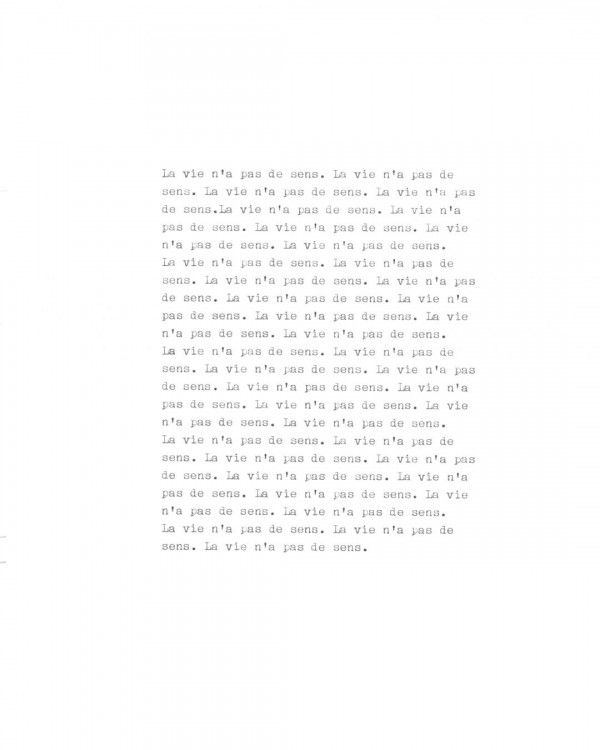 La vie n'a pas de sens. La vie n'a pas de
sens. La vie n'a pas de sens. La vie n'a pas
de sens.La vie n'a pas de sens. La vie n'a
pas de sens. La vie n'a pas de sens. La vie
n'a pas de sens. La vie n'a pas de sens.
La vie n'a pas de sens. La vie n'a pas de
sens. La vie n'a pas de sens. La vie n'a pas
de sens. La vie n'a pas de sens. La vie n'a
pas de sens. La vie n'a pas de sens. La vie
n'a pas de sens. La vie n'a pas de sens.
La vie n'a pas de sens. La vie n'a pas de
sens. La vie n'a pas de sens. La vie n'a pas
de sens. La vie n'a pas de sens. La vie n'a
pas de sens. La vie n'a pas de sens. La vie
n'a pas de sens. La vie n'a pas de sens.
La vie n'a pas de sens. La vie n'a pas de
sens. La vie n'a pas de sens. La vie n'a pas
de sens. La vie n'a pas de sens. La vie n'a
pas de sens. La vie n'a pas de sens. La vie
n'a pas de sens. La vie n'a pas de sens.
La vie n'a pas de sens. La vie n'a pas de
sens. La vie n'a pas de sens.